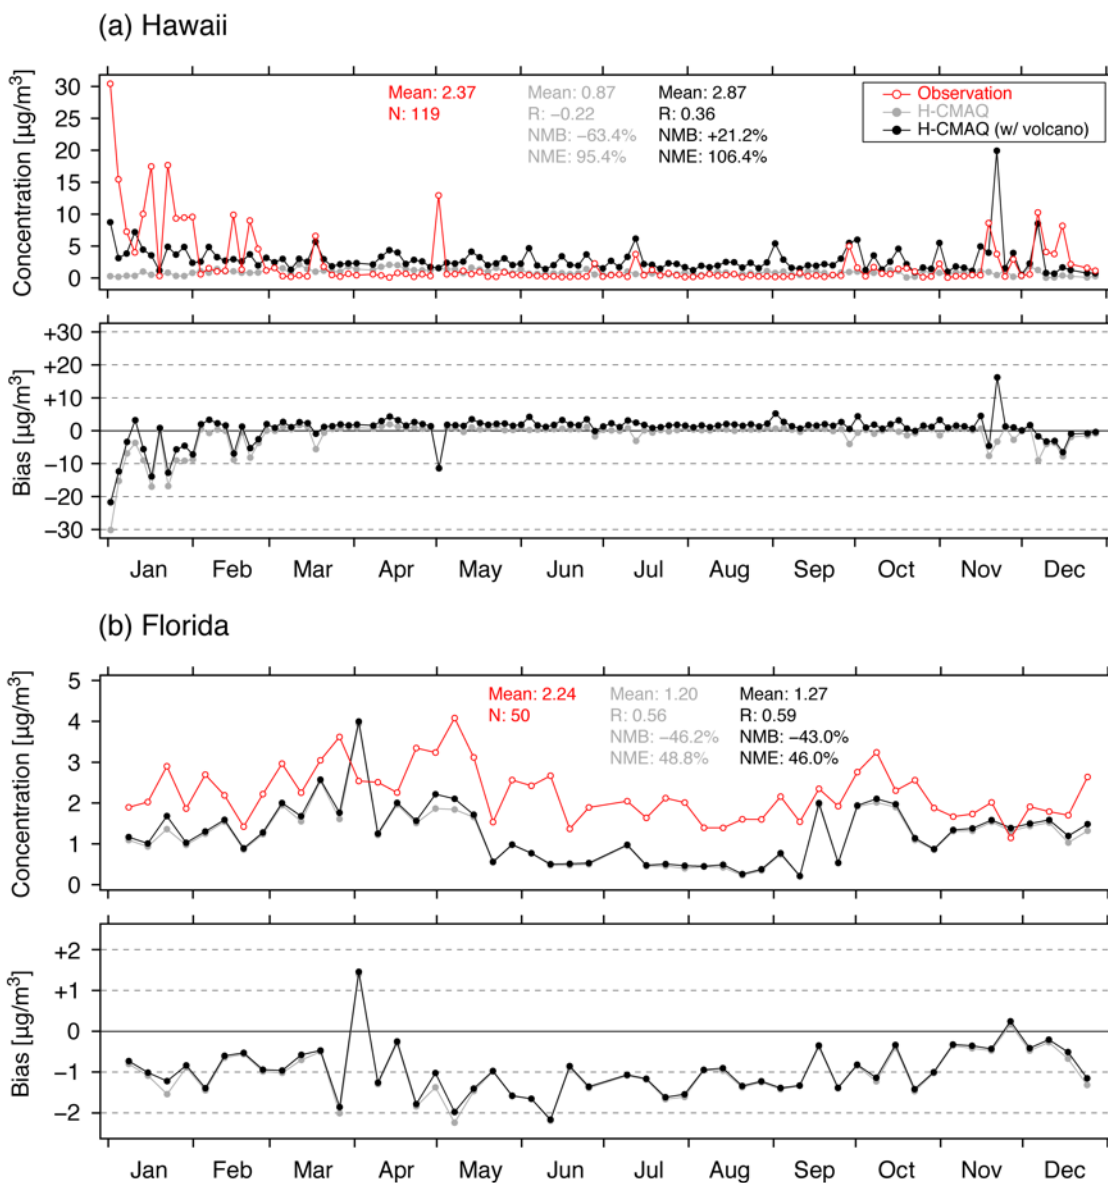 (a) Hawaii
Concentration [µg/m³]
30
25
20
15
10
5
0
Mean: 2.37
N: 119
Mean: 0.87
R: −0.22
NMB: −63.4%
NME: 95.4%
Mean: 2.87
R: 0.36
NMB: +21.2%
NME: 106.4%
Observation
H-CMAQ
H-CMAQ (w/ volcano)
Bias [µg/m³]
+30
+20
+10
0
−10
−20
−30
Jan Feb Mar Apr May Jun Jul Aug Sep Oct Nov Dec
(b) Florida
Concentration [µg/m³]
5
4
3
2
1
0
Mean: 2.24
N: 50
Mean: 1.20
R: 0.56
NMB: −46.2%
NME: 48.8%
Mean: 1.27
R: 0.59
NMB: −43.0%
NME: 46.0%
Bias [µg/m³]
+2
+1
0
−1
−2
Jan Feb Mar Apr May Jun Jul Aug Sep Oct Nov Dec